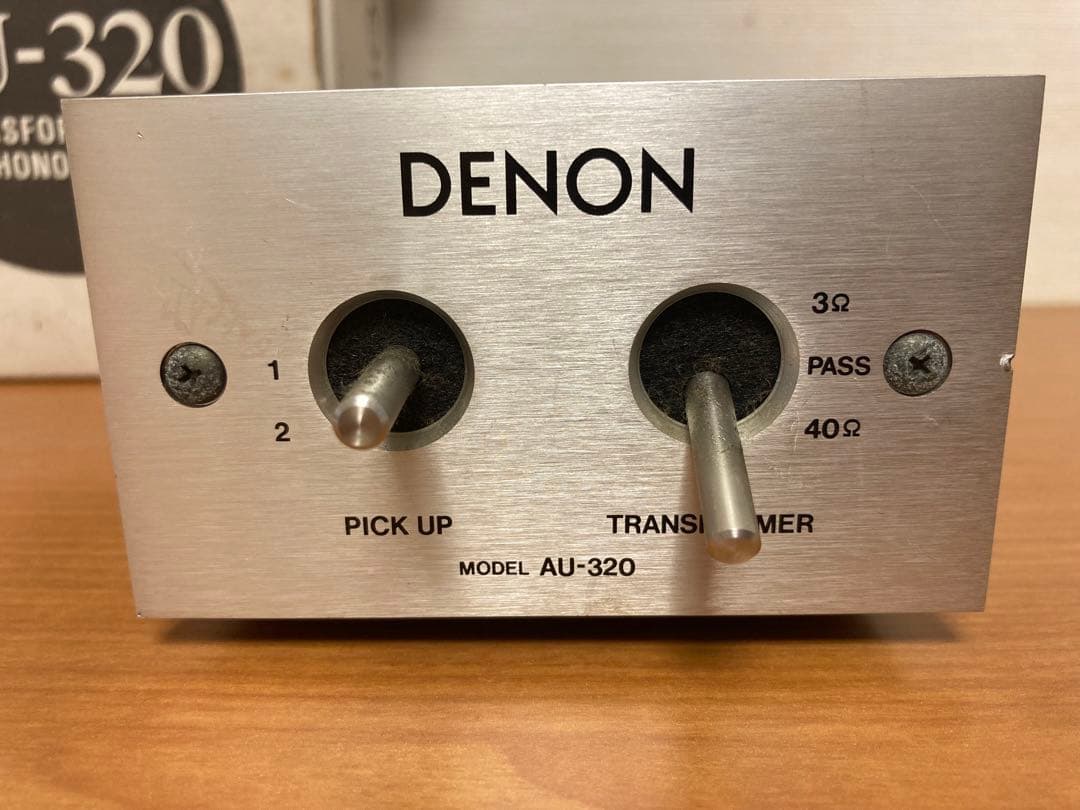 -320
DENON
3Ω
1
PASS
2
40Ω
PICK UP
MODEL AU-320